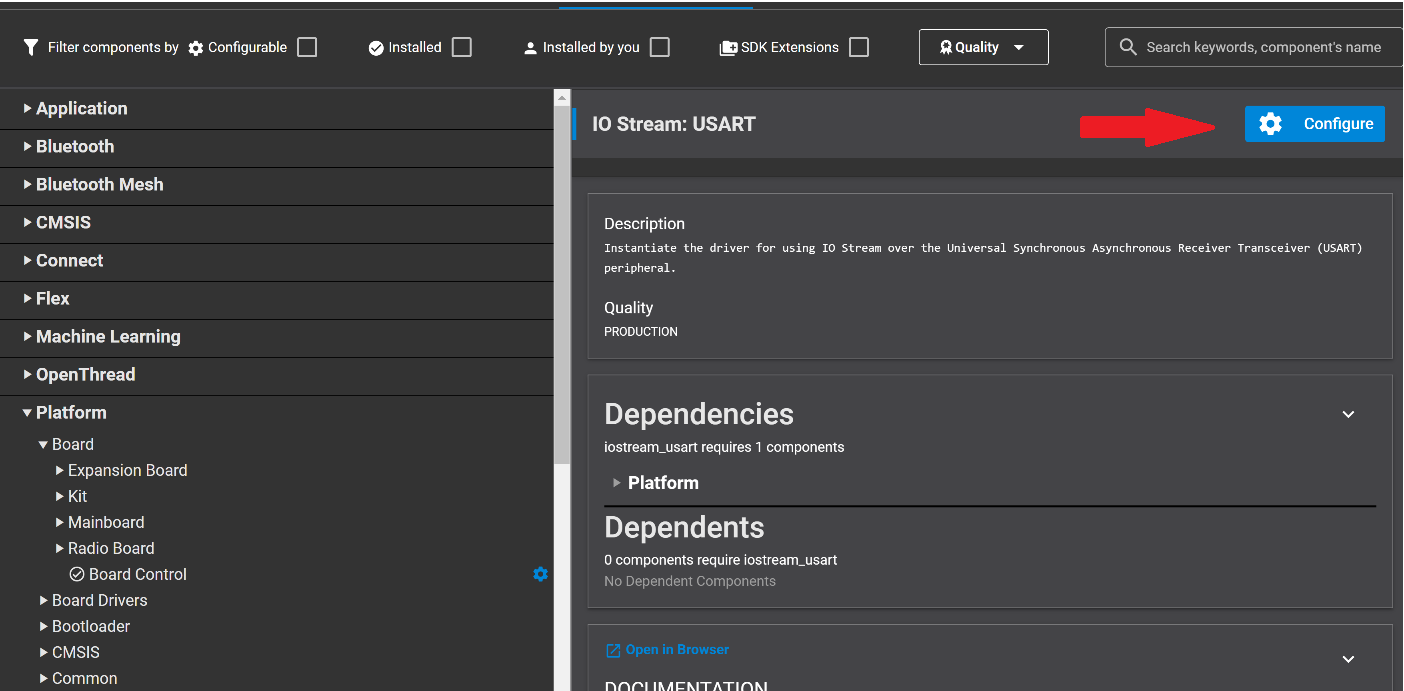 Filter components by Configurable Installed Installed by you SDK Extensions Quality Search keywords, component's name
Application
Bluetooth
Bluetooth Mesh
CMSIS
Connect
Flex
Machine Learning
OpenThread
Platform
Board
Expansion Board
Kit
Mainboard
Radio Board
Board Control
Board Drivers
Bootloader
CMSIS
Common
IO Stream: USART
Configure
Description
Instantiate the driver for using IO Stream over the Universal Synchronous Asynchronous Receiver Transceiver (USART)
peripheral.
Quality
PRODUCTION
Dependencies
iostream_usart requires 1 components
Platform
Dependents
0 components require iostream_usart
No Dependent Components
Open in Browser
DOCUMENTATION